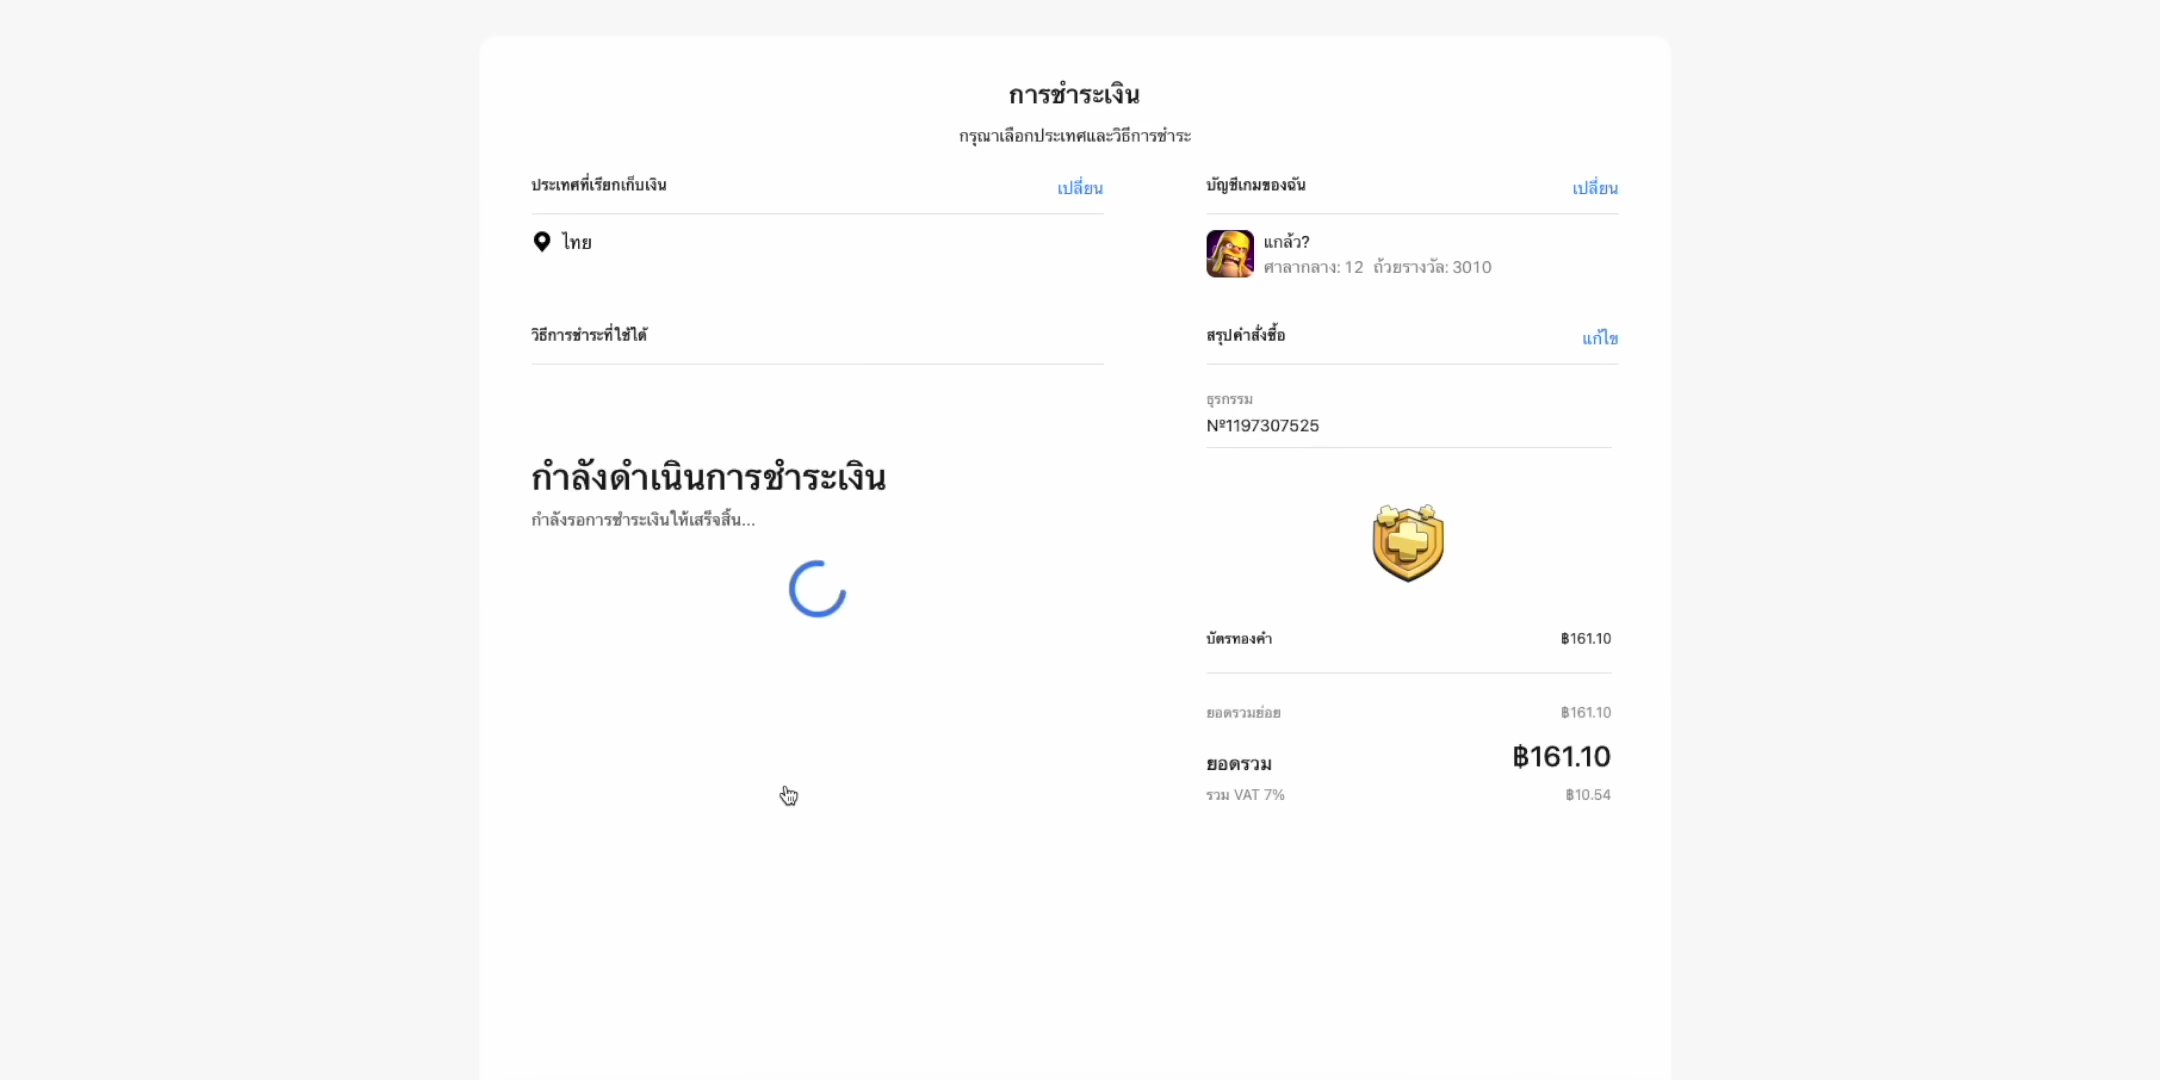 การชำระเงิน
กรุณาเลือกประเทศและวิธีการชำระ
ประเทศที่เรียกเก็บเงิน
เปลี่ยน
ไทย
วิธีการชำระที่ใช้ได้
กำลังดำเนินการชำระเงิน
กำลังรอการชำระเงินให้เสร็จสิ้น...
บัญชีเกมของฉัน
เปลี่ยน
แกล้ว?
ศาลากลาง: 12 ถ้วยรางวัล: 3010
สรุปคำสั่งซื้อ
แก้ไข
ธุรกรรม
Nº1197307525
บัตรทองคำ ฿161.10
ยอดรวมย่อย ฿161.10
ยอดรวม ฿161.10
รวม VAT 7% ฿10.54